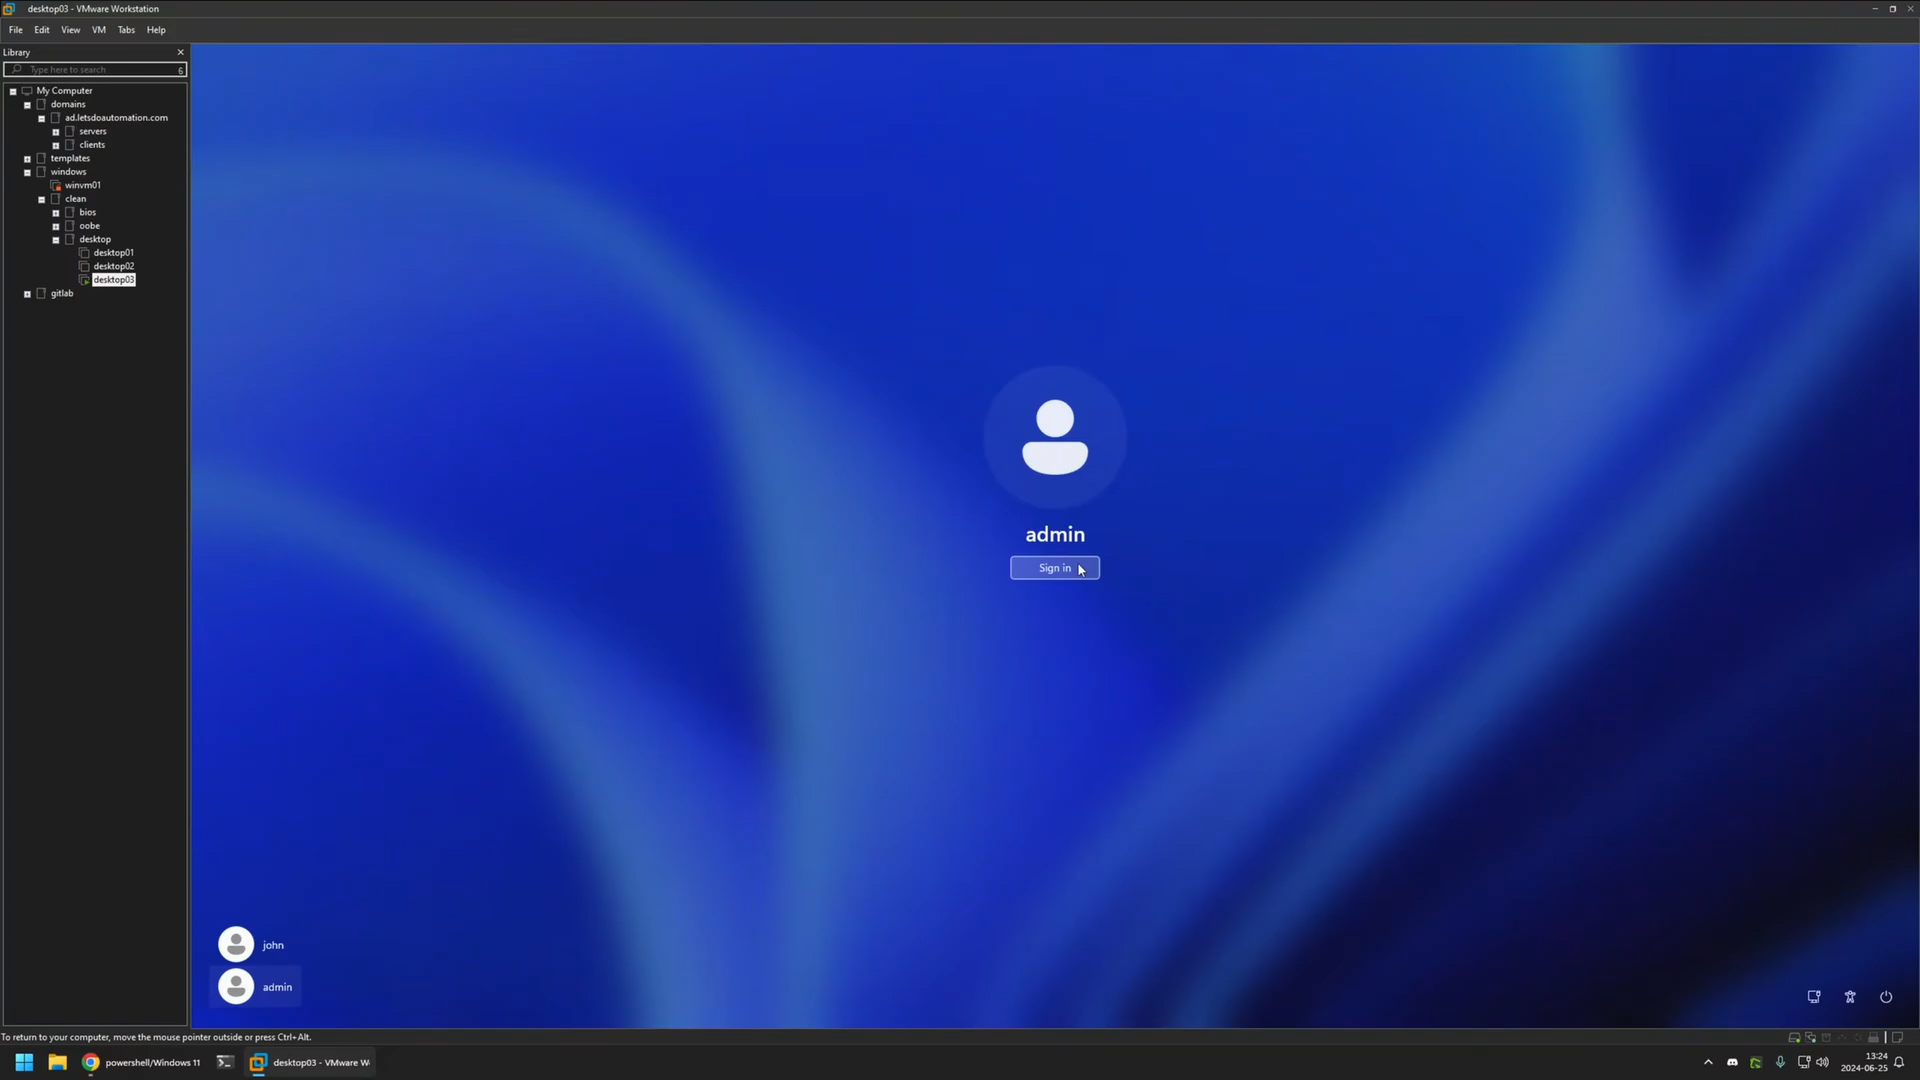 desktop03 - VMware Workstation
File Edit View VM Tabs Help
Library
Type here to search 6
My Computer
domains
ad.letsdoautomation.com
servers
clients
templates
windows
winvm01
clean
bios
oobe
desktop
desktop01
desktop02
desktop03
gitlab
admin
Sign in
john
admin
To return to your computer, move the mouse pointer outside or press Ctrl+Alt.
powershell/Windows 11 desktop03 - VMware W
13:24
2024-06-25